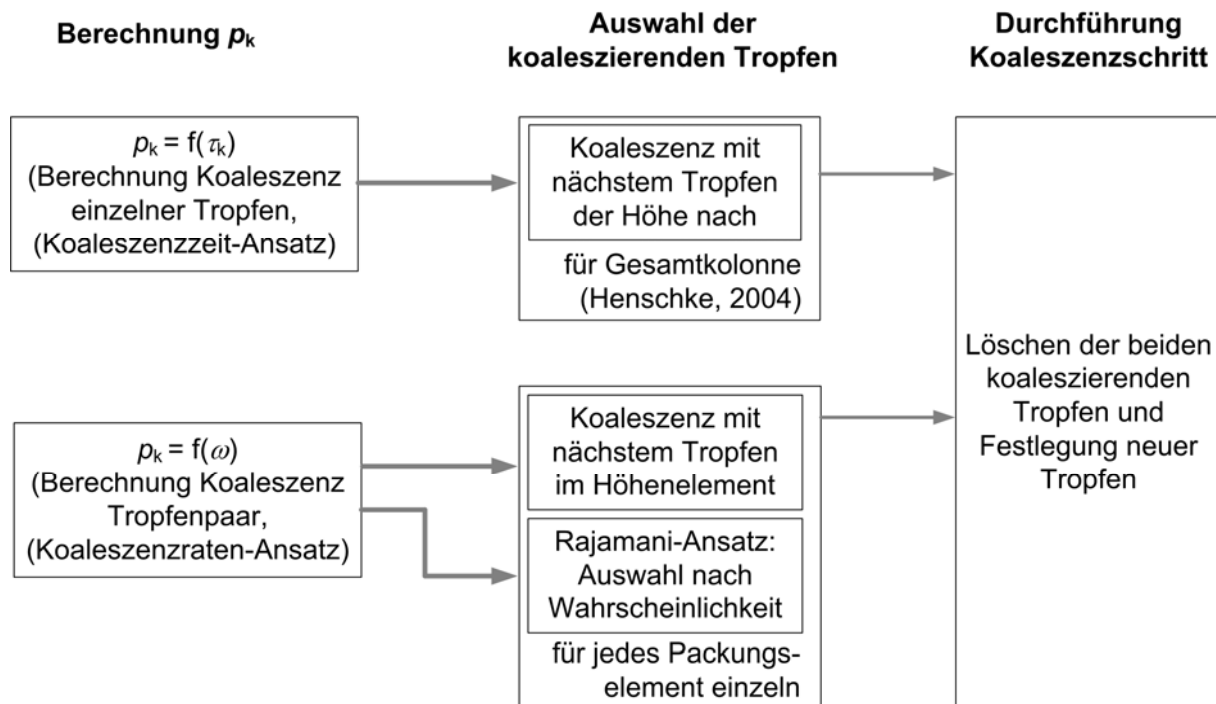 Berechnung pk
Auswahl der
koaleszierenden Tropfen
Durchführung
Koaleszenzschritt
pk = f(τk)
(Berechnung Koaleszenz
einzelner Tropfen,
(Koaleszenzzeit-Ansatz)
Koaleszenz mit
nächstem Tropfen
der Höhe nach
für Gesamtkolonne
(Henschke, 2004)
pk = f(ω)
(Berechnung Koaleszenz
Tropfenpaar,
(Koaleszenzraten-Ansatz)
Koaleszenz mit
nächstem Tropfen
im Höhenelement
Rajamani-Ansatz:
Auswahl nach
Wahrscheinlichkeit
für jedes Packungs-
element einzeln
Löschen der beiden
koaleszierenden
Tropfen und
Festlegung neuer
Tropfen